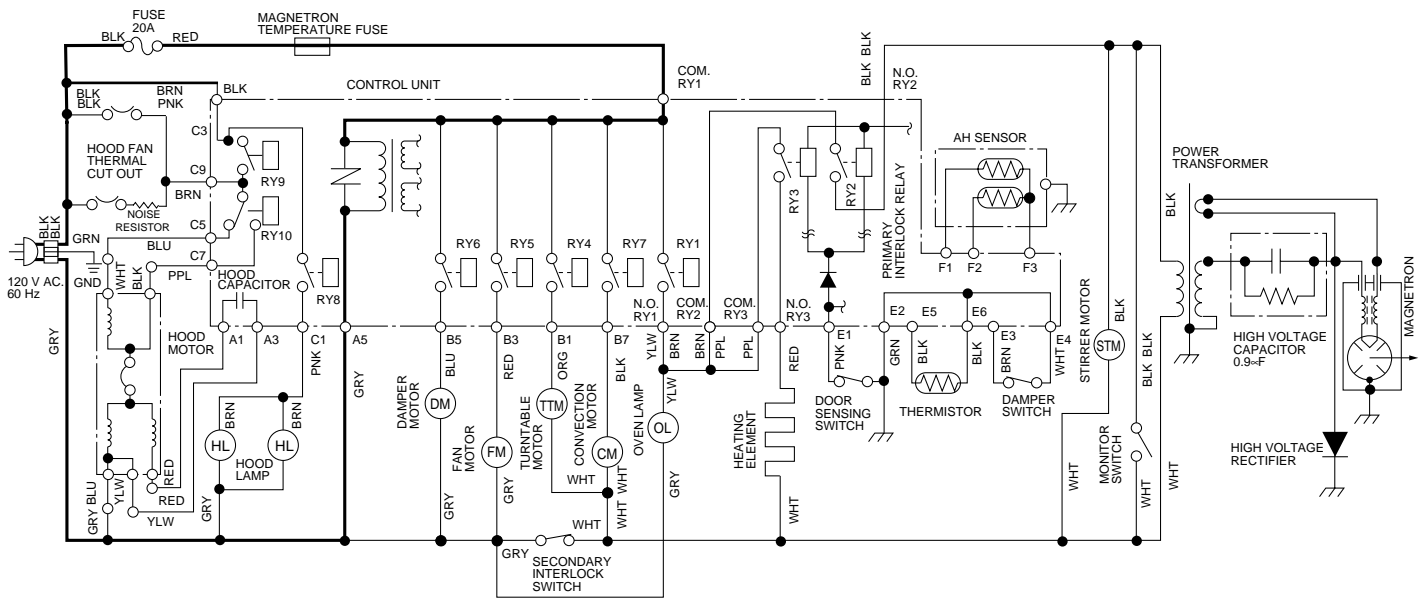 FUSE
20A
BLK
RED
MAGNETRON
TEMPERATURE FUSE
BLK
BLK
BRN
PNK
BLK
CONTROL UNIT
COM.
RY1
BLK BLK
N.O.
RY2
HOOD FAN
THERMAL
CUT OUT
C3
C9
BRN
RY9
NOISE
RESISTOR
C5
RY10
BLU
C7
PPL
BLK
BLK
GRN
GND
120 V AC.
60 Hz
WHT
BLK
HOOD
CAPACITOR
RY8
HOOD
MOTOR
A1
A3
C1
A5
PNK
GRY
GRY
RY6
RY5
RY4
RY7
RY1
B5
B3
B1
B7
N.O.
RY1
COM.
RY2
COM.
RY3
N.O.
RY3
RY3
RY2
PRIMARY
INTERLOCK RELAY
AH SENSOR
F1
F2
F3
E1
E2
E5
E6
E3
E4
BLU
RED
ORG
BLK
YLW
BRN
BRN
PPL
PPL
RED
PNK
GRN
BLK
BLK
BRN
WHT
DAMPER
MOTOR
DM
FAN
MOTOR
FM
TURNTABLE
MOTOR
TTM
CONVECTION
MOTOR
CM
OVEN LAMP
OL
YLW
HEATING
ELEMENT
DOOR
SENSING
SWITCH
THERMISTOR
DAMPER
SWITCH
STIRRER MOTOR
STM
BLK
BLK BLK
MONITOR
SWITCH
WHT
WHT
WHT
WHT
BRN
BRN
HL
HL
HOOD
LAMP
RED
RED
YLW
YLW
BLU
GRY
GRY
GRY
GRY
WHT
WHT
WHT
WHT
GRY
GRY
SECONDARY
INTERLOCK
SWITCH
POWER
TRANSFORMER
BLK
HIGH VOLTAGE
CAPACITOR
0.9∝F
MAGNETRON
HIGH VOLTAGE
RECTIFIER